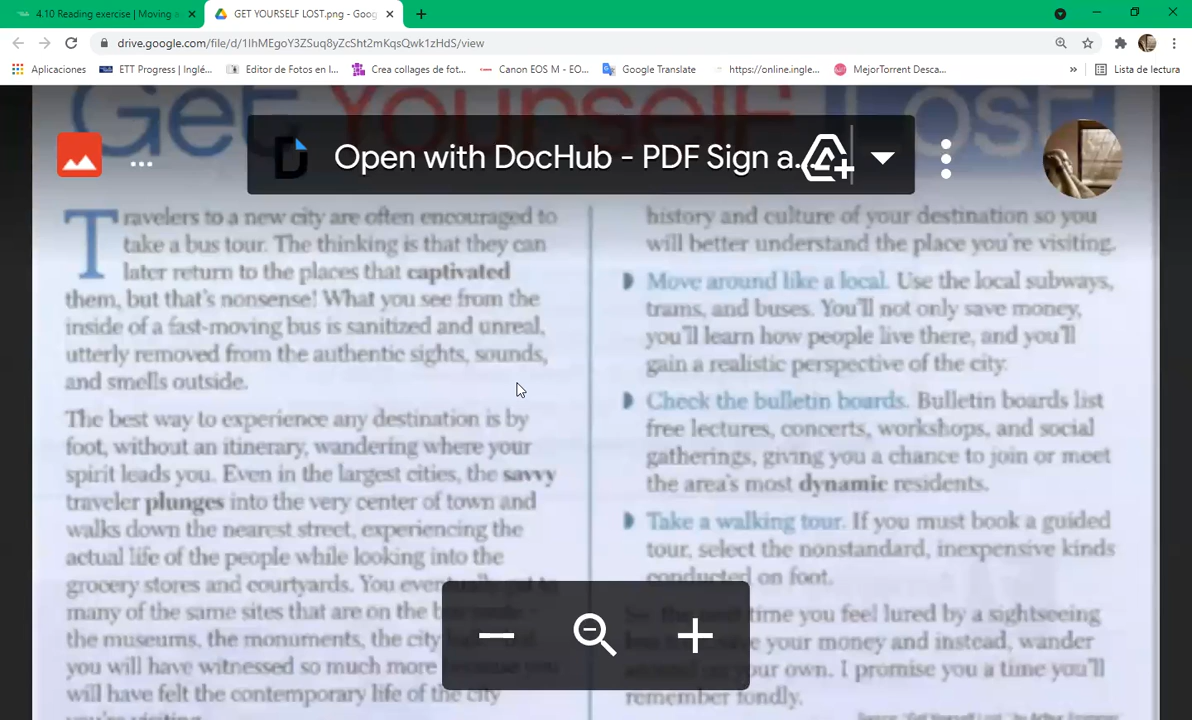 4.10 Reading exercise | Moving a
GET YOURSELF LOST.png - Goog
drive.google.com/file/d/1lhMEgoY3ZSuq8yZcSht2mKqsQwk1zHdS/view
Aplicaciones
ETT Progress | Inglé...
Editor de Fotos en l...
Crea collages de fot...
Canon EOS M - EO...
Google Translate
https://online.ingle...
MejorTorrent Desca...
»
Lista de lectura
Get Yourself Lost
Open with DocHub - PDF Sign a...
Travelers to a new city are often encouraged to
take a bus tour. The thinking is that they can
later return to the places that captivated
them, but that's nonsense! What you see from the
inside of a fast-moving bus is sanitized and unreal,
utterly removed from the authentic sights, sounds,
and smells outside.
The best way to experience any destination is by
foot, without an itinerary, wandering where your
spirit leads you. Even in the largest cities, the savvy
traveler plunges into the very center of town and
walks down the nearest street, experiencing the
actual life of the people while looking into the
grocery stores and courtyards. You eventually get to
many of the same sites that are on the
the museums, the monuments, the city
you will have witnessed so much more because you
will have felt the contemporary life of the city
you're visiting.
history and culture of your destination so you
will better understand the place you're visiting.
Move around like a local. Use the local subways,
trams, and buses. You'll not only save money,
you'll learn how people live there, and you'll
gain a realistic perspective of the city.
Check the bulletin boards. Bulletin boards list
free lectures, concerts, workshops, and social
gatherings, giving you a chance to join or meet
the area's most dynamic residents.
Take a walking tour. If you must book a guided
tour, select the nonstandard, inexpensive kinds
conducted on foot.
time you feel lured by a sightseeing
your money and instead, wander
your own. I promise you a time you'll
remember fondly.